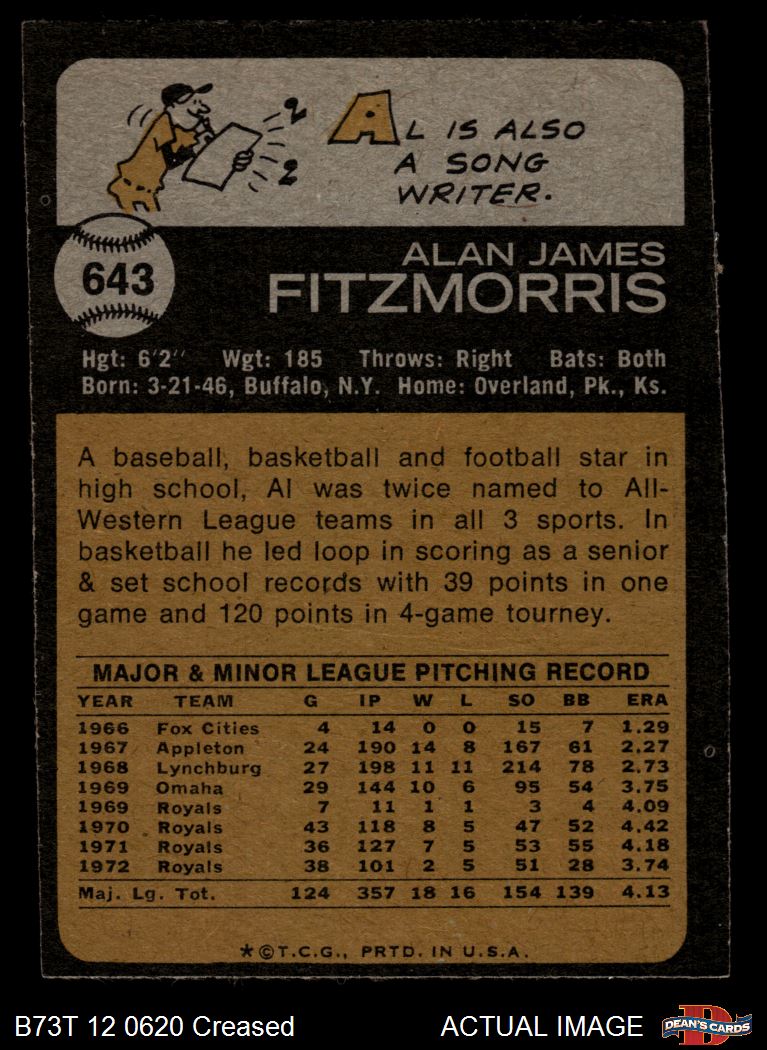 2
2
AL IS ALSO
A SONG
WRITER.
643
ALAN JAMES
FITZMORRIS
Hgt: 6'2" Wgt: 185 Throws: Right Bats: Both
Born: 3-21-46, Buffalo, N.Y. Home: Overland, Pk., Ks.
A baseball, basketball and football star in
high school, Al was twice named to All-
Western League teams in all 3 sports. In
basketball he led loop in scoring as a senior
& set school records with 39 points in one
game and 120 points in 4-game tourney.
MAJOR & MINOR LEAGUE PITCHING RECORD
YEAR TEAM G IP W L SO BB ERA
1966 Fox Cities 4 14 0 0 15 7 1.29
1967 Appleton 24 190 14 8 167 61 2.27
1968 Lynchburg 27 198 11 11 214 78 2.73
1969 Omaha 29 144 10 6 95 54 3.75
1969 Royals 7 11 1 1 3 4 4.09
1970 Royals 43 118 8 5 47 52 4.42
1971 Royals 36 127 7 5 53 55 4.18
1972 Royals 38 101 2 5 51 28 3.74
Maj. Lg. Tot. 124 357 18 16 154 139 4.13
*©T.C.G., PRTD. IN U.S.A.
B73T 12 0620 Creased ACTUAL IMAGE D DEAN'S CARDS